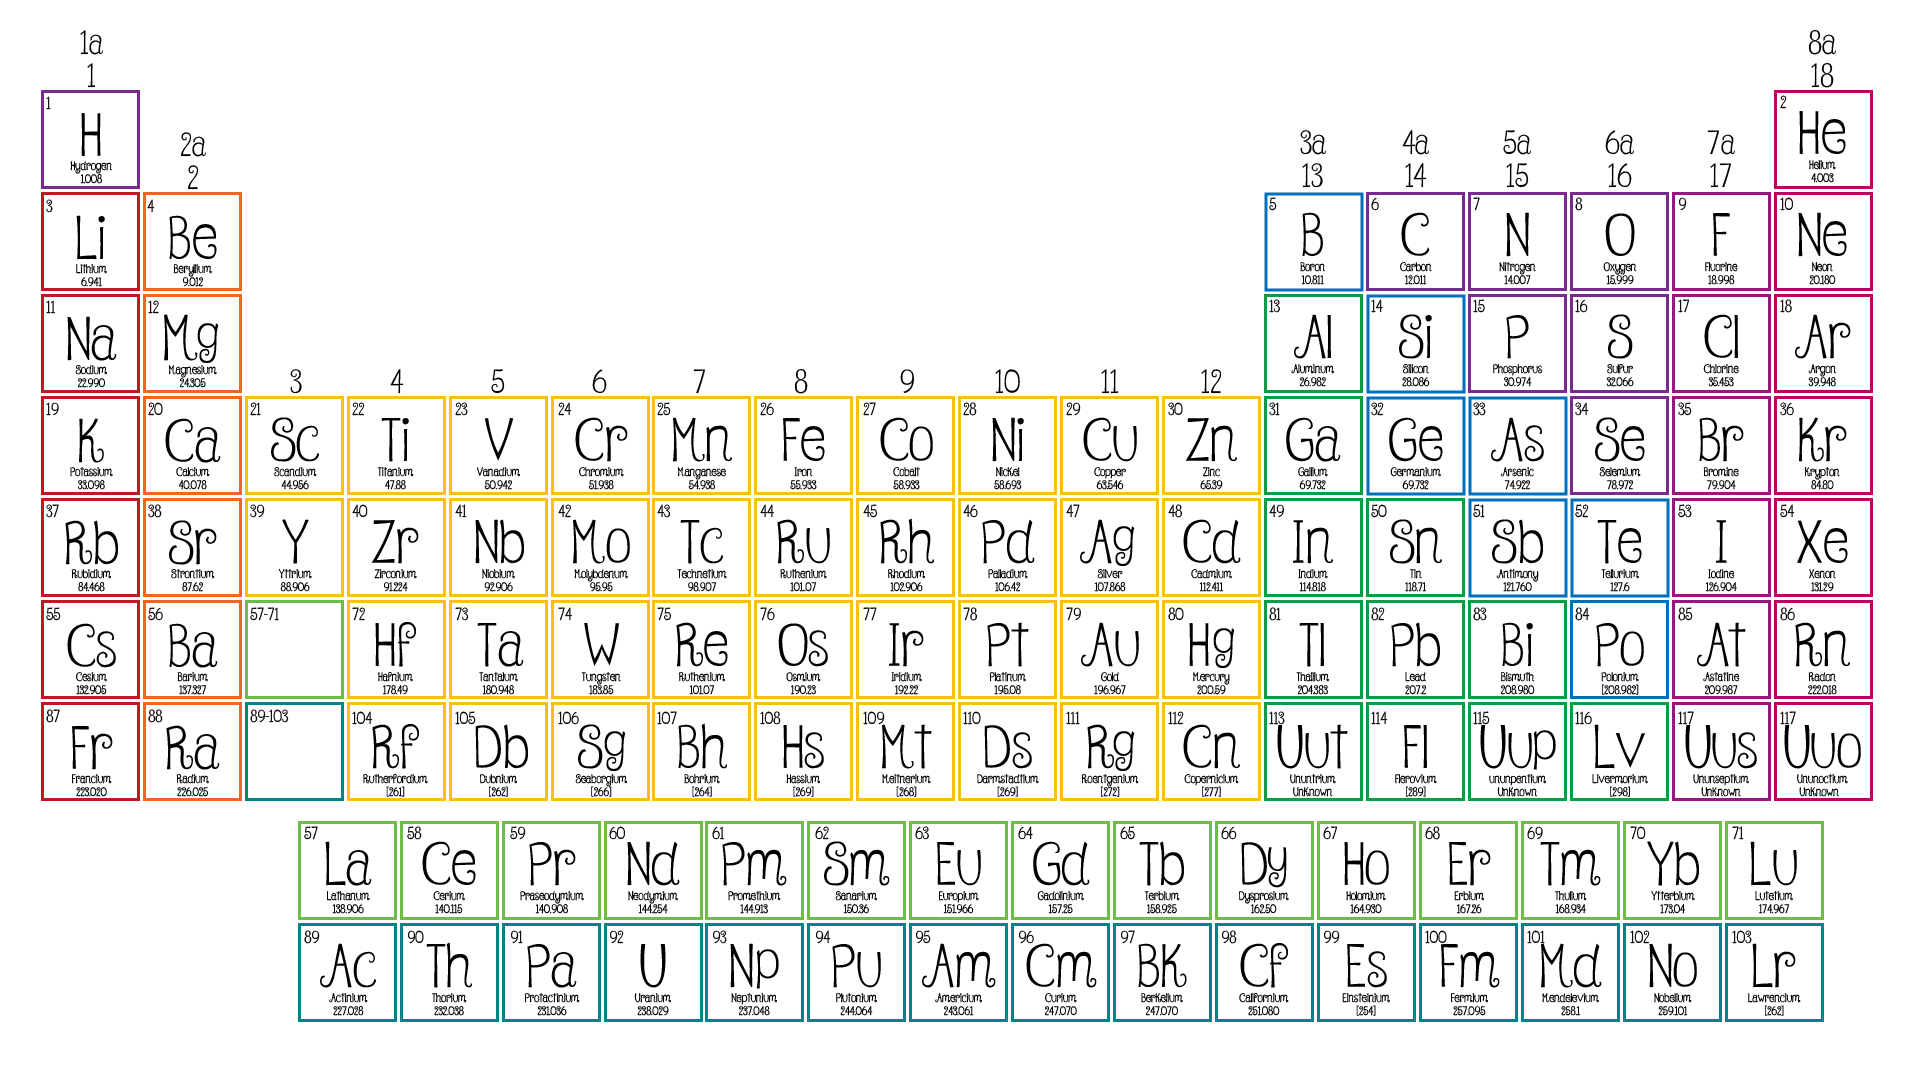 1a
1
8a
18
1
H
Hydrogen
1.008
2a
2
3a
13
4a
14
5a
15
6a
16
7a
17
2
He
Helium
4.003
3
Li
Lithium
6.941
4
Be
Beryllium
9.012
5
B
Boron
10.811
6
C
Carbon
12.011
7
N
Nitrogen
14.007
8
O
Oxygen
15.999
9
F
Fluorine
18.998
10
Ne
Neon
20.180
11
Na
Sodium
22.990
12
Mg
Magnesium
24.305
3
4
5
6
7
8
9
10
11
12
13
Al
Aluminum
26.982
14
Si
Silicon
28.086
15
P
Phosphorus
30.974
16
S
Sulfur
32.066
17
Cl
Chlorine
35.453
18
Ar
Argon
39.948
19
K
Potassium
33.098
20
Ca
Calcium
40.078
21
Sc
Scandium
44.956
22
Ti
Titanium
47.88
23
V
Vanadium
50.942
24
Cr
Chromium
51.938
25
Mn
Manganese
54.938
26
Fe
Iron
55.933
27
Co
Cobalt
58.933
28
Ni
Nickel
58.693
29
Cu
Copper
63.546
30
Zn
Zinc
65.39
31
Ga
Gallium
69.732
32
Ge
Germanium
69.732
33
As
Arsenic
74.922
34
Se
Selemium
78.972
35
Br
Bromine
79.904
36
Kr
Krypton
84.80
37
Rb
Rubidium
84.468
38
Sr
Strontium
87.62
39
Y
Yttrium
88.906
40
Zr
Zirconium
91.224
41
Nb
Niobium
92.906
42
Mo
Molybdenum
95.95
43
Tc
Technetium
98.907
44
Ru
Ruthenium
101.07
45
Rh
Rhodium
102.906
46
Pd
Palladium
106.42
47
Ag
Silver
107.868
48
Cd
Cadmium
112.411
49
In
Indium
114.818
50
Sn
Tin
118.71
51
Sb
Antimony
121.760
52
Te
Tellurium
127.6
53
I
Iodine
126.904
54
Xe
Xenon
131.29
55
Cs
Cesium
132.905
56
Ba
Barium
137.327
57-71
72
Hf
Hafnium
178.49
73
Ta
Tantalum
180.948
74
W
Tungsten
183.85
75
Re
Ruthenium
101.07
76
Os
Osmium
190.23
77
Ir
Iridium
192.22
78
Pt
Platinum
195.08
79
Au
Gold
196.967
80
Hg
Mercury
200.59
81
Tl
Thallium
204.383
82
Pb
Lead
207.2
83
Bi
Bismuth
208.980
84
Po
Polonium
[208.982]
85
At
Astatine
209.987
86
Rn
Radon
222.018
87
Fr
Francium
223.020
88
Ra
Radium
226.025
89-103
104
Rf
Rutherfordium
[261]
105
Db
Dubnium
[262]
106
Sg
Seaborgium
[266]
107
Bh
Bohrium
[264]
108
Hs
Hassium
[269]
109
Mt
Meitnerium
[268]
110
Ds
Darmstadtium
[269]
111
Rg
Roentgenium
[272]
112
Cn
Copernicium
[277]
113
Uut
Ununtrium
Unknown
114
Fl
Flerovium
[289]
115
Uup
ununpentium
Unknown
116
Lv
Livermorium
[298]
117
Uus
Ununseptium
Unknown
117
Uuo
Ununoctium
Unknown
57
La
Lathanum
138.906
58
Ce
Cerium
140.115
59
Pr
Praseodymium
140.908
60
Nd
Neodymium
144.254
61
Pm
Promethium
144.913
62
Sm
Sanarium
150.36
63
Eu
Europium
151.966
64
Gd
Gadolinium
157.25
65
Tb
Terbium
158.925
66
Dy
Dysprosium
162.50
67
Ho
Holomium
164.930
68
Er
Erbium
167.26
69
Tm
Thulium
168.934
70
Yb
Ytterbium
173.04
71
Lu
Lutetium
174.967
89
Ac
Actinium
227.028
90
Th
Thorium
232.038
91
Pa
Protactinium
231.036
92
U
Uranium
238.029
93
Np
Neptunium
237.048
94
Pu
Plutonium
244.064
95
Am
Americium
243.061
96
Cm
Curium
247.070
97
BK
Berkelium
247.070
98
Cf
Californium
251.080
99
Es
Einsteinium
[254]
100
Fm
Fermium
257.095
101
Md
Mendelevium
258.1
102
No
Nobelium
259.101
103
Lr
Lawrencium
[262]